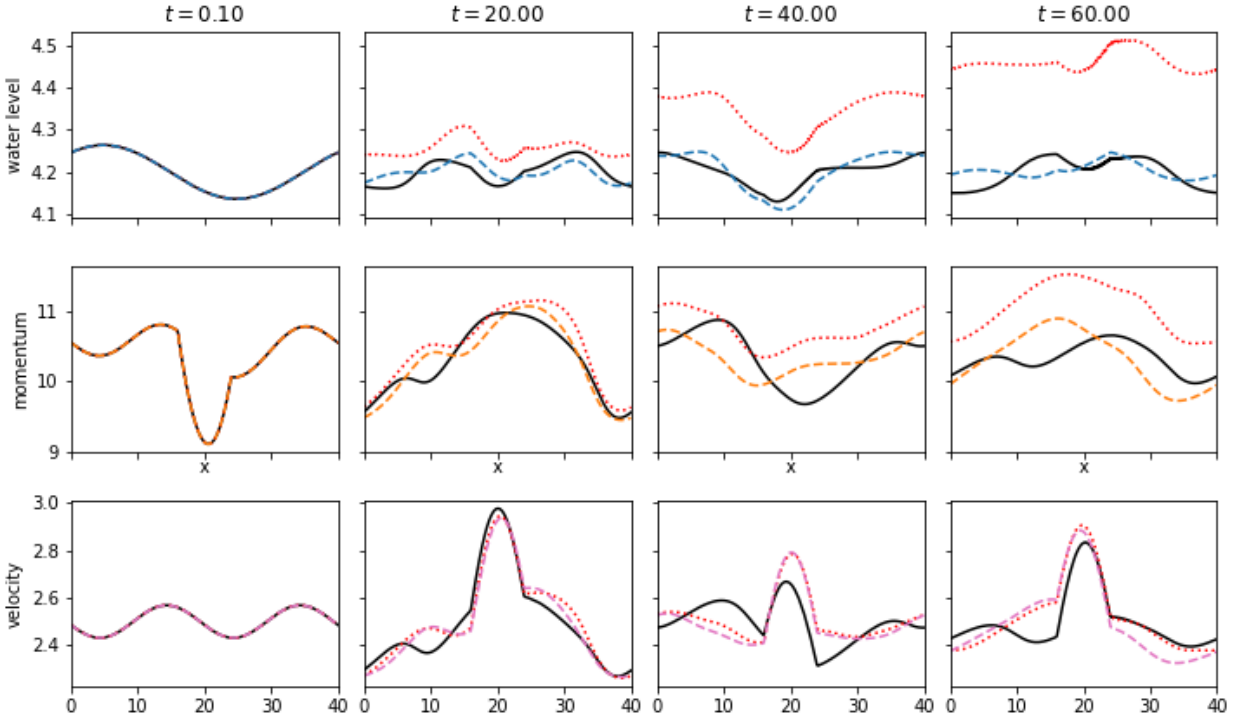 t = 0.10 t = 20.00 t = 40.00 t = 60.00
water level
4.5
4.4
4.3
4.2
4.1
momentum
11
10
9
x x x x
velocity
3.0
2.8
2.6
2.4
0 10 20 30 40 0 10 20 30 40 0 10 20 30 40 0 10 20 30 40